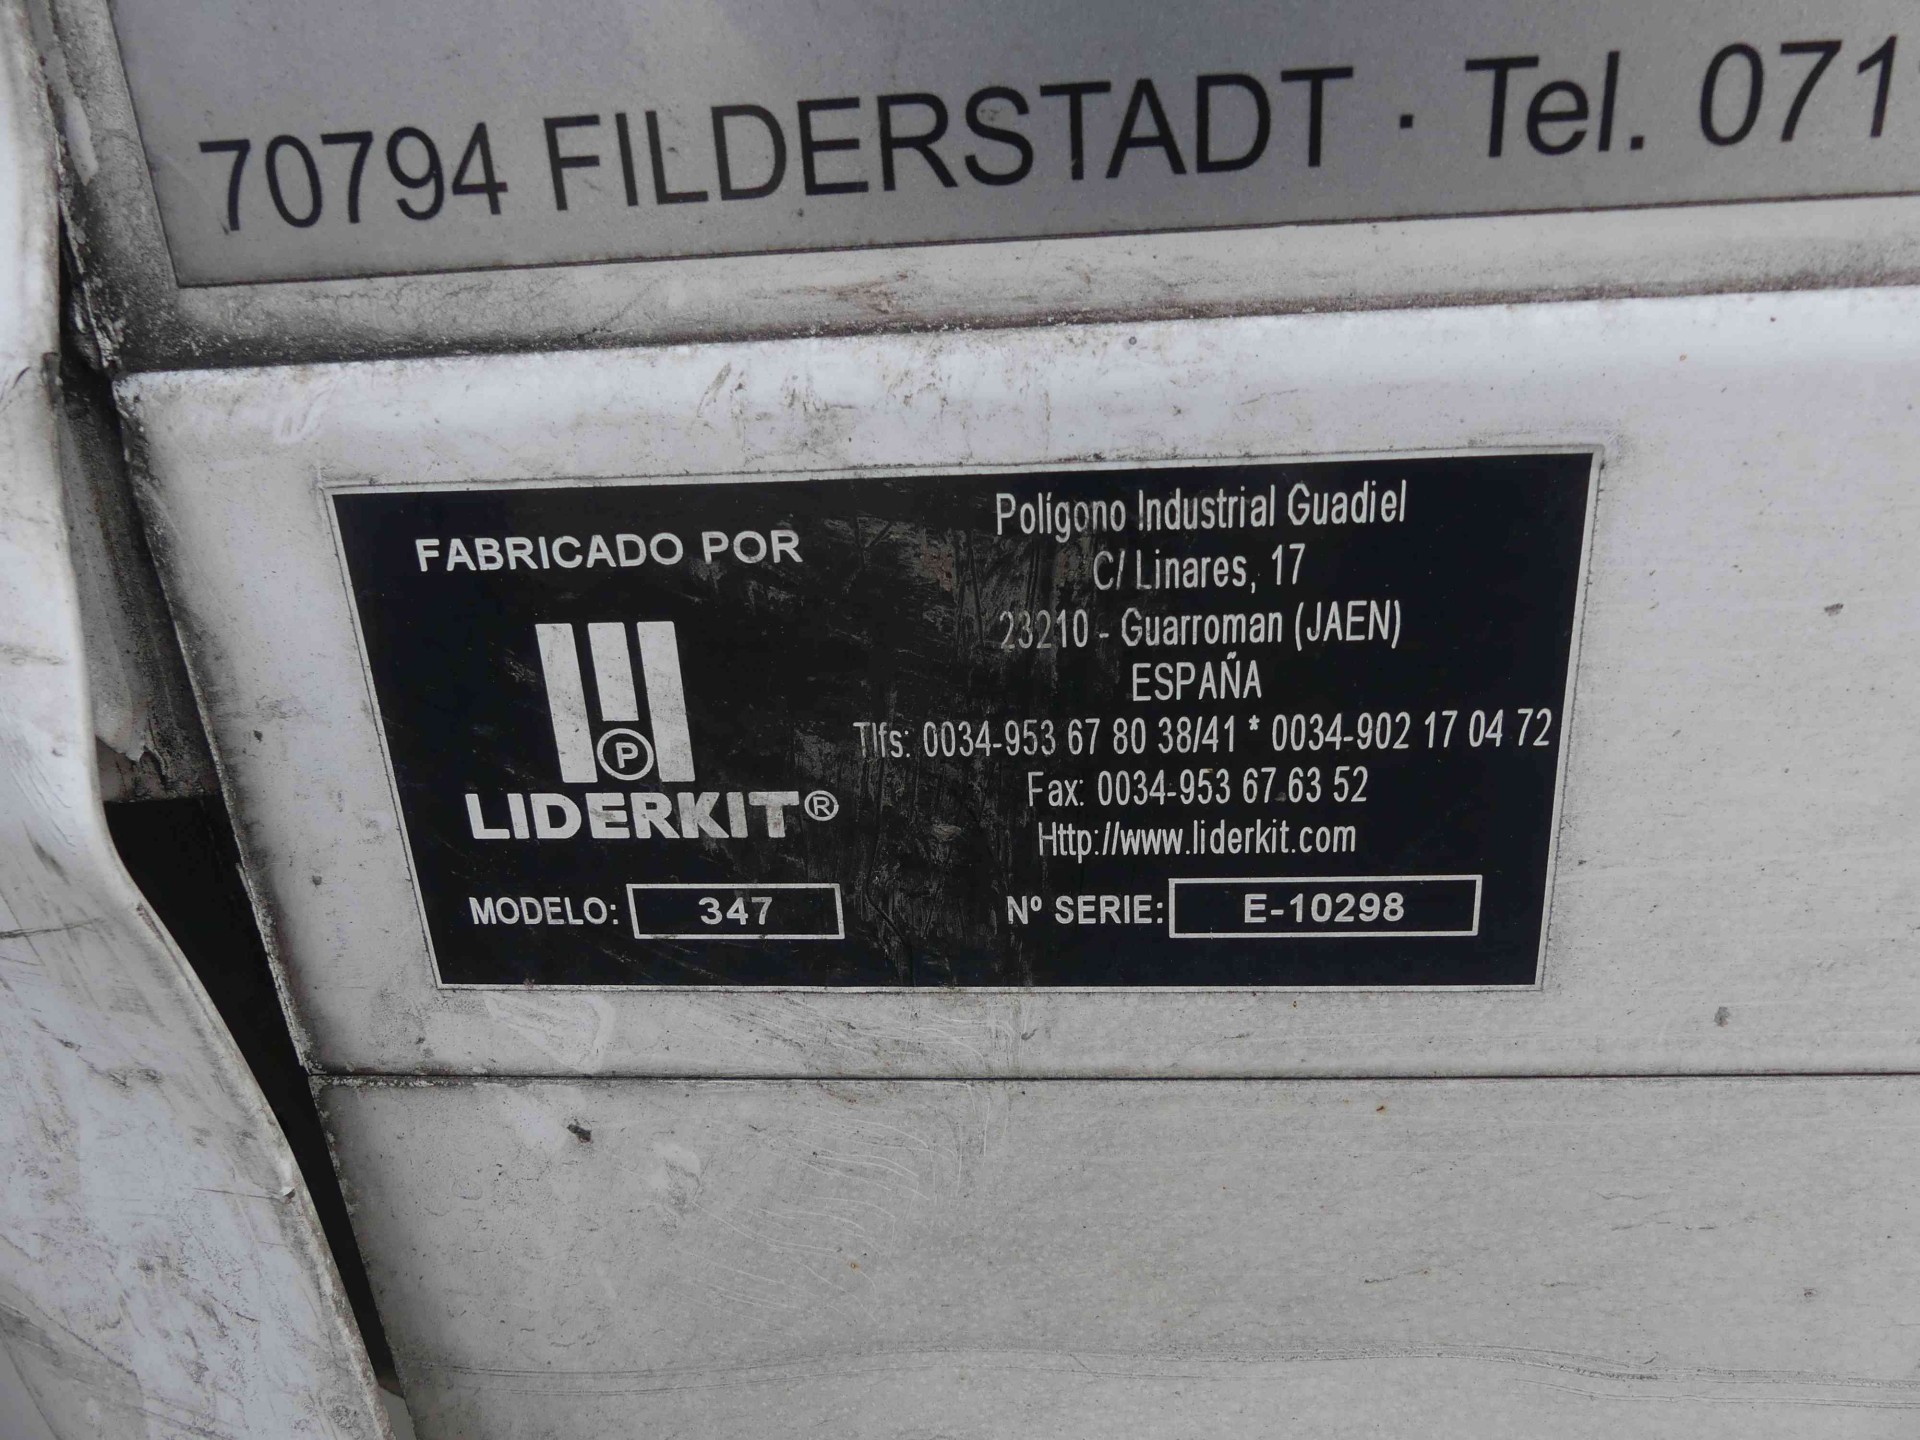 70794 FILDERSTADT · Tel. 071
FABRICADO POR
P
LIDERKIT®
MODELO: 347
Polígono Industrial Guadiel
C/ Linares, 17
23210 - Guarroman (JAEN)
ESPAÑA
Tlfs: 0034-953 67 80 38/41 * 0034-902 17 04 72
Fax: 0034-953 67 63 52
Http://www.liderkit.com
Nº SERIE: E-10298